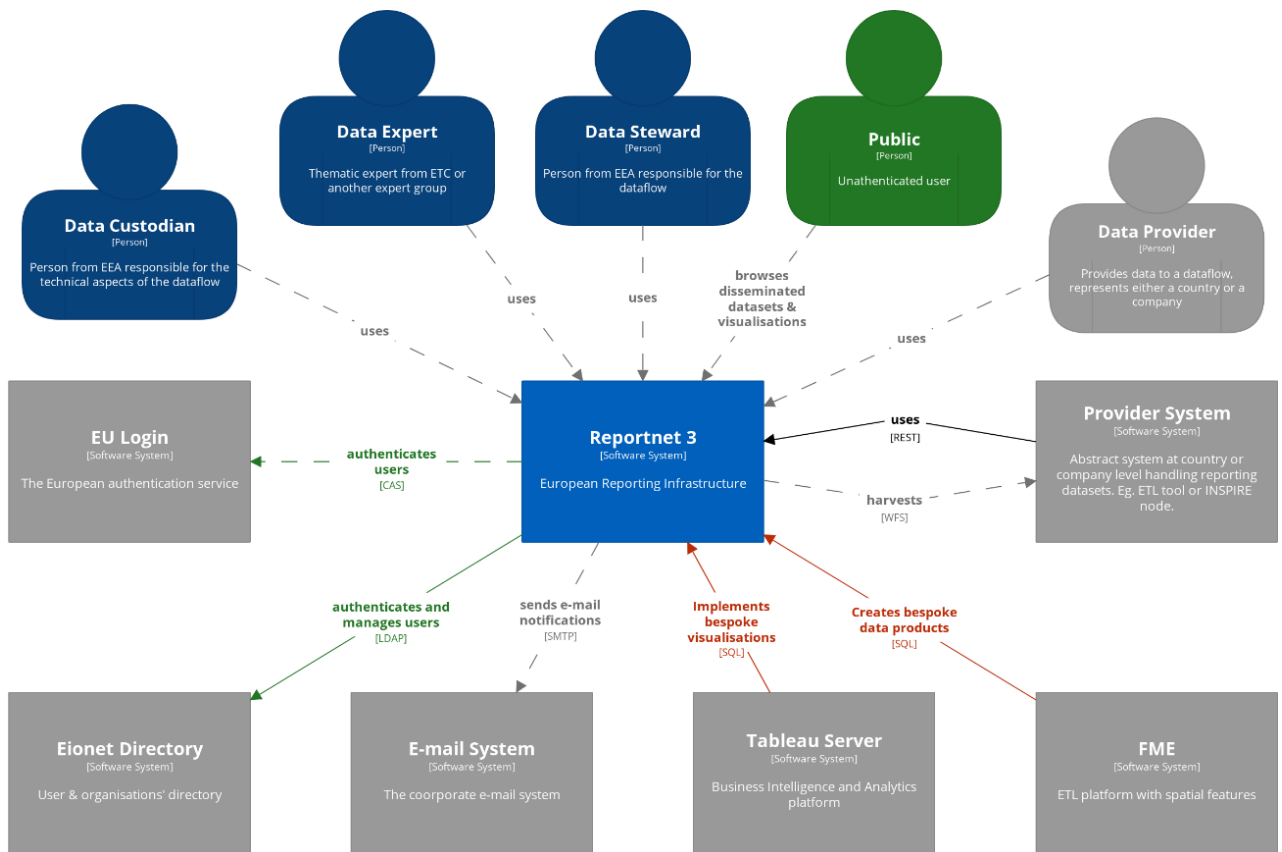 Data Expert
[Person]
Thematic expert from ETC or
another expert group
Data Steward
[Person]
Person from EEA responsible for the
dataflow
Public
[Person]
Unathenticated user
Data Custodian
[Person]
Person from EEA responsible for the
technical aspects of the dataflow
Data Provider
[Person]
Provides data to a dataflow,
represents either a country or a
company
uses
uses
uses
browses
disseminated
datasets &
visualisations
uses
EU Login
[Software System]
The European authentication service
authenticates
users
[CAS]
Reportnet 3
[Software System]
European Reporting Infrastructure
uses
[REST]
harvests
[WFS]
Provider System
[Software System]
Abstract system at country or
company level handling reporting
datasets. Eg. ETL tool or INSPIRE
node.
authenticates and
manages users
[LDAP]
sends e-mail
notifications
[SMTP]
Implements
bespoke
visualisations
[SQL]
Creates bespoke
data products
[SQL]
Eionet Directory
[Software System]
User & organisations' directory
E-mail System
[Software System]
The coorporate e-mail system
Tableau Server
[Software System]
Business Intelligence and Analytics
platform
FME
[Software System]
ETL platform with spatial features